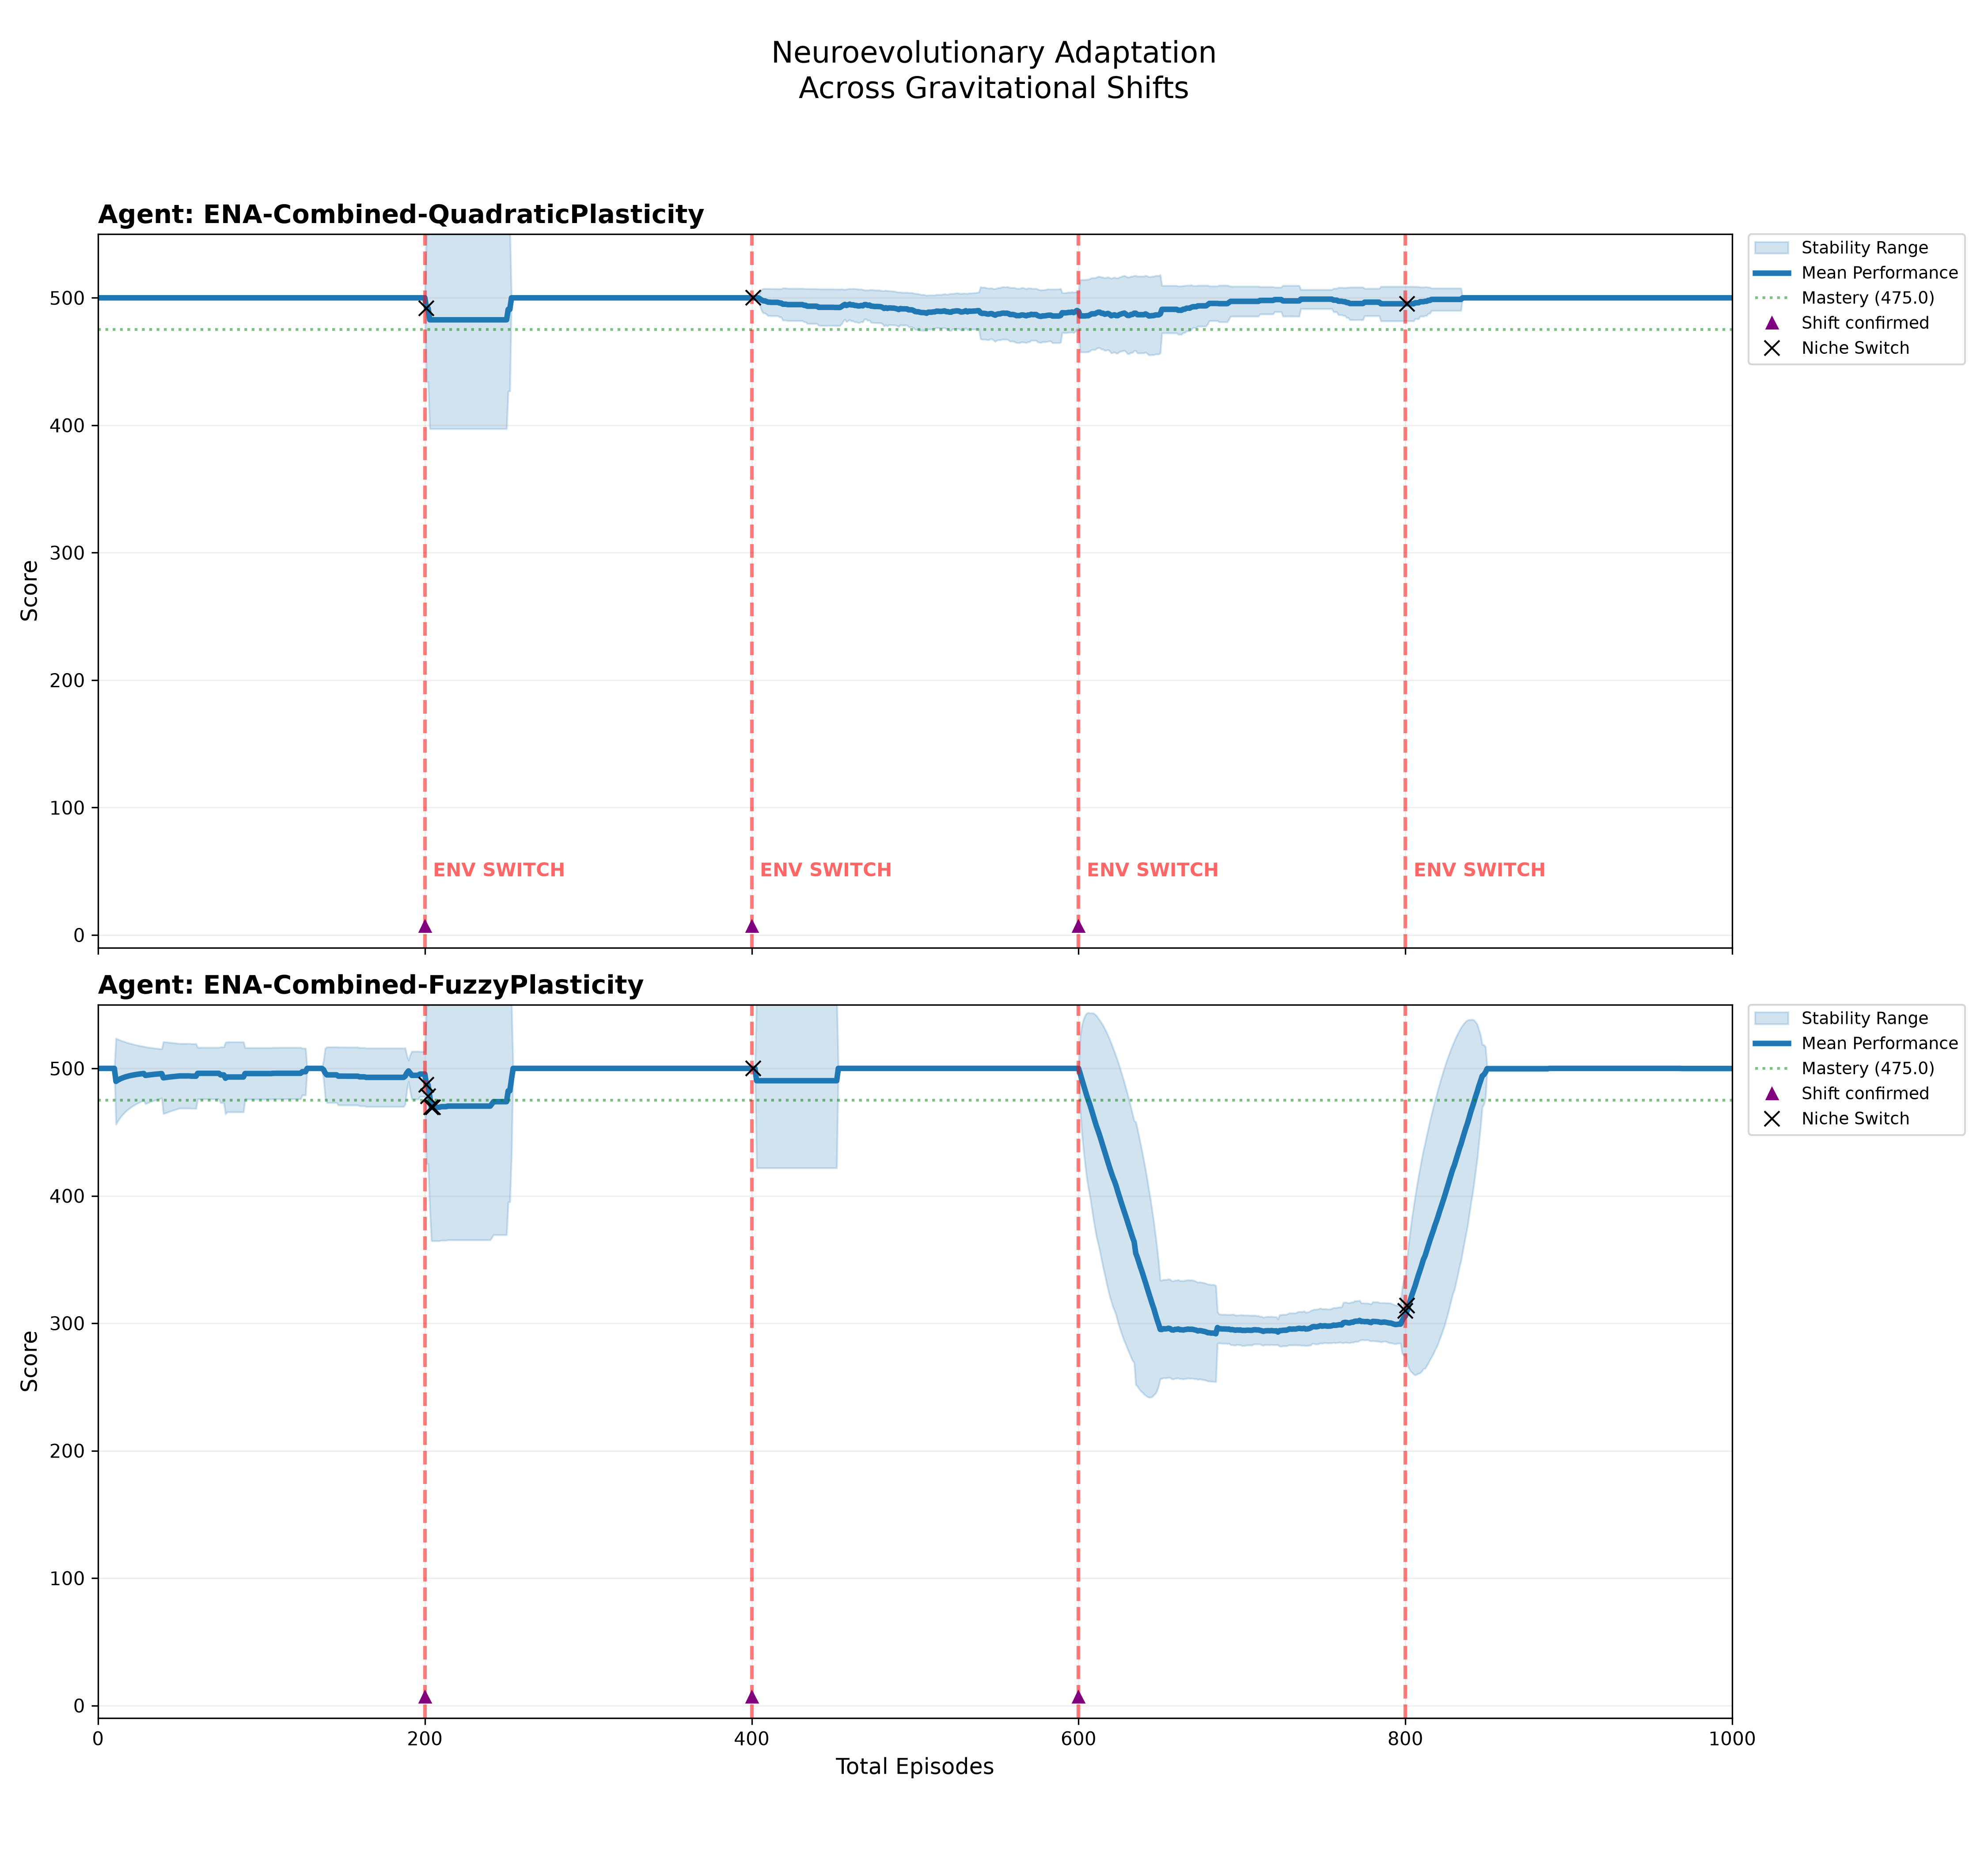 Neuroevolutionary Adaptation
Across Gravitational Shifts
Agent: ENA-Combined-QuadraticPlasticity
Score
500
400
300
200
100
0
ENV SWITCH
ENV SWITCH
ENV SWITCH
ENV SWITCH
Stability Range
Mean Performance
Mastery (475.0)
Shift confirmed
Niche Switch
Agent: ENA-Combined-FuzzyPlasticity
Score
500
400
300
200
100
0
0
200
400
600
800
1000
Total Episodes
Stability Range
Mean Performance
Mastery (475.0)
Shift confirmed
Niche Switch